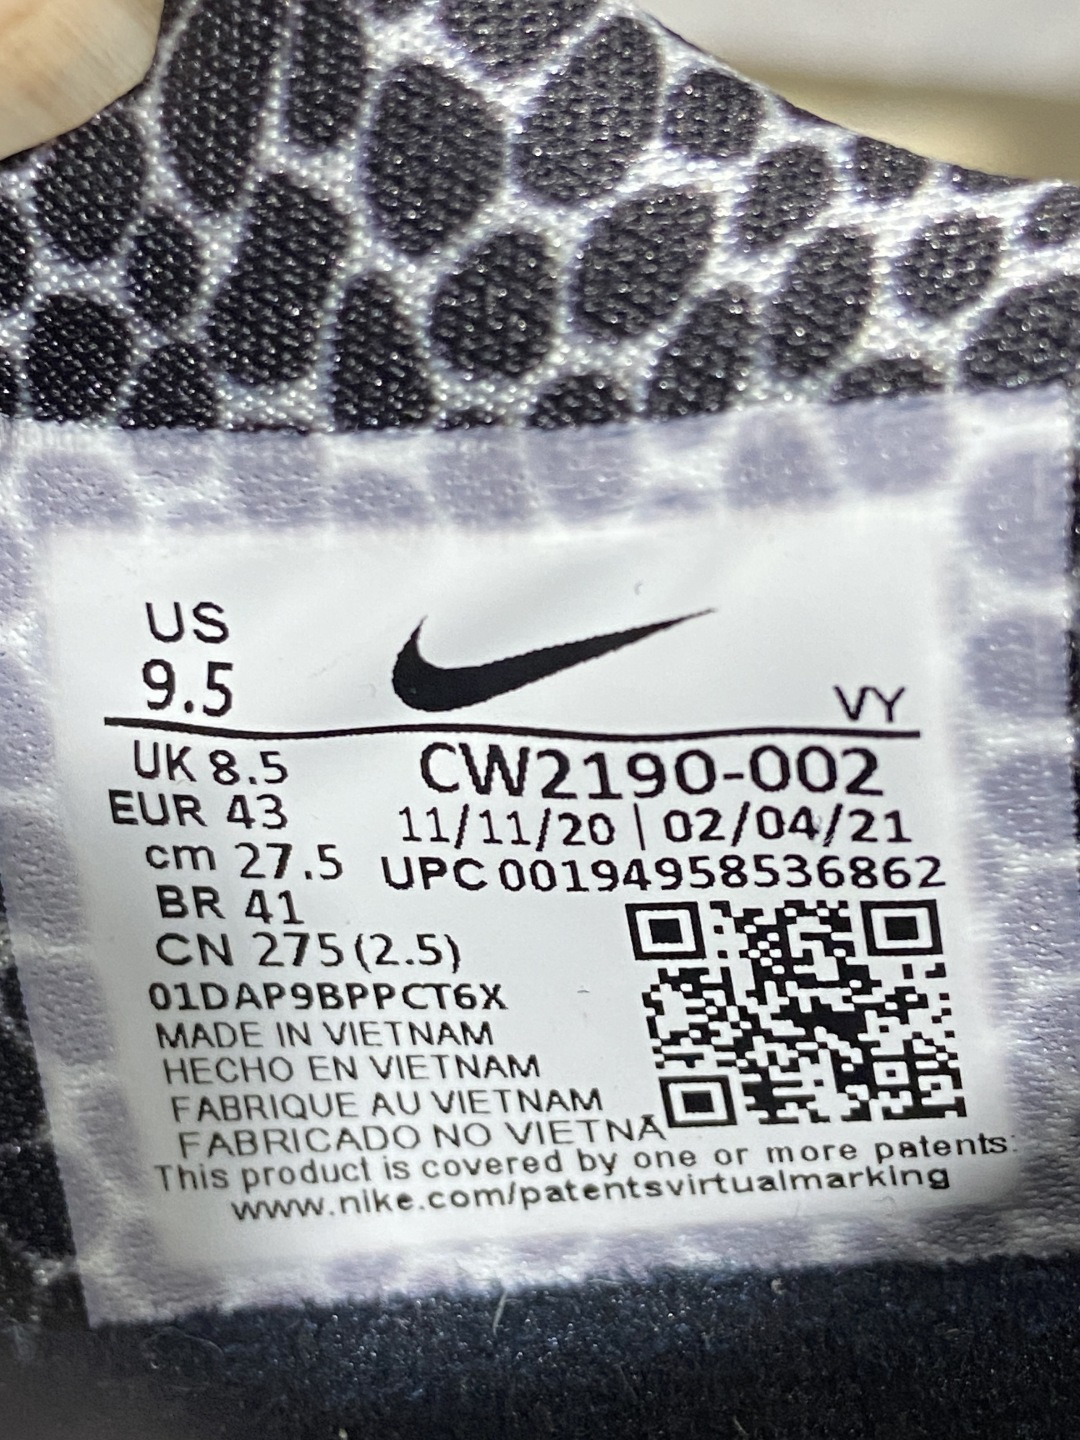 US
9.5
VY
UK 8.5
CW2190-002
EUR 43
11/11/20 | 02/04/21
cm 27.5
UPC 00194958536862
BR 41
CN 275(2.5)
01DAP9BPPCT6X
MADE IN VIETNAM
HECHO EN VIETNAM
FABRIQUE AU VIETNAM
FABRICADO NO VIETNÃ
This product is covered by one or more patents:
www.nike.com/patentsvirtualmarking